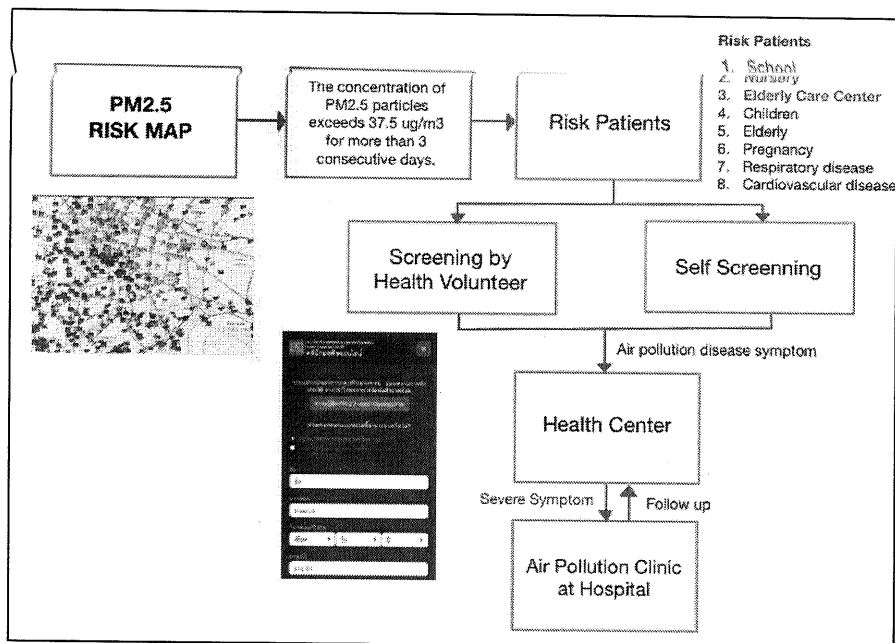 PM2.5
RISK MAP
The concentration of
PM2.5 particles
exceeds 37.5 ug/m3
for more than 3
consecutive days.
Risk Patients
Risk Patients
1. School
2. Nursery
3. Elderly Care Center
4. Children
5. Elderly
6. Pregnancy
7. Respiratory disease
8. Cardiovascular disease
Screening by
Health Volunteer
Self Screenning
Air pollution disease symptom
Health Center
Severe Symptom
Follow up
Air Pollution Clinic
at Hospital